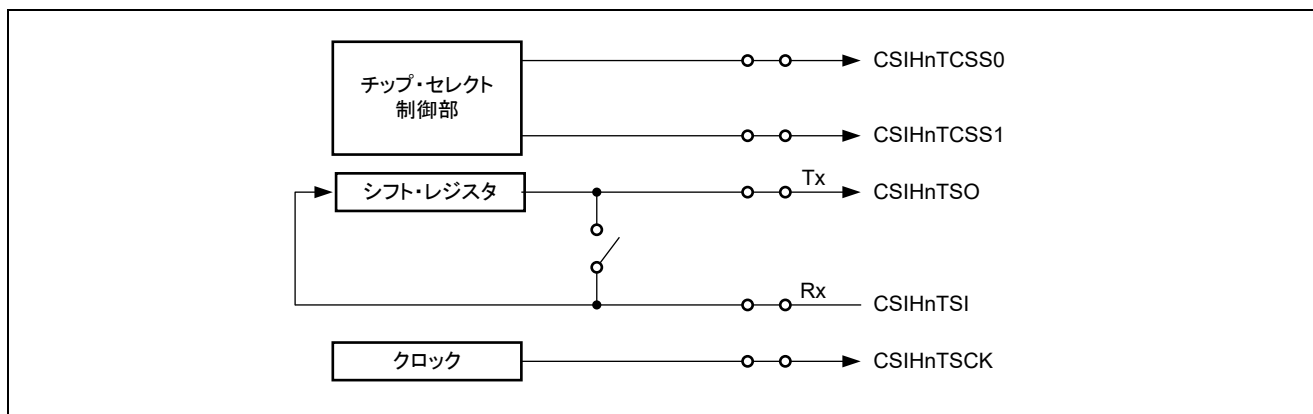 チップ・セレクト
制御部
CSIHnTCSS0
CSIHnTCSS1
シフト・レジスタ
Tx
CSIHnTSO
Rx
CSIHnTSI
クロック
CSIHnTSCK